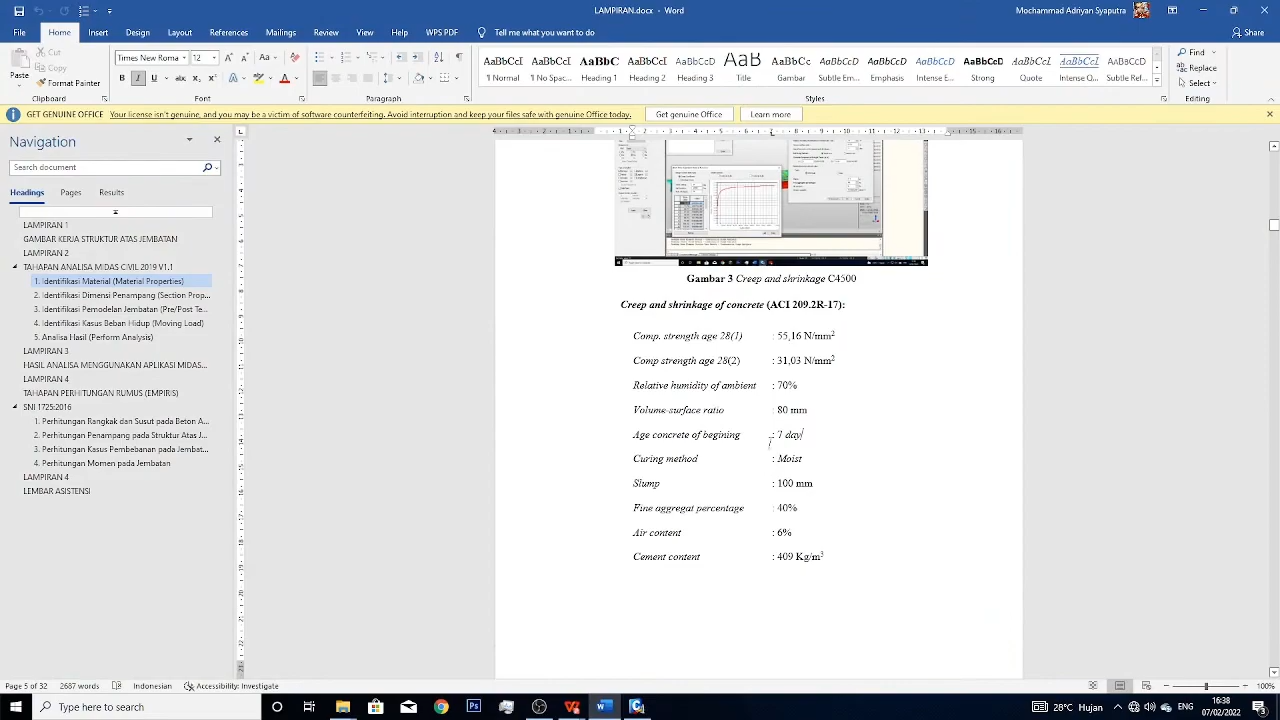 LAMPIRAN.docx - Word
Mochammad Adriyan Syaputra
File Home Insert Design Layout References Mailings Review View WPS PDF Tell me what you want to do Share
Paste
Cut
Copy
Format Painter
Clipboard
Times New Roma 12
Font
Paragraph
AaBbCcI AaBbCcI AaBbC AaBbCcI AaBbCcD AaB AaBbCcI AaBbCcD AaBbCcD AaBbCcD AaBbCcD AaBbCcD AaBbCcI AABBCCD
¶ Normal ¶ No Spac... Heading 1 Heading 2 Heading 3 Title Gambar Subtle Em... Emphasis Intense E... Strong Quote Intense Q... Subtle Ref...
Styles
Find
Replace
Select
Editing
GET GENUINE OFFICE Your license isn't genuine, and you may be a victim of software counterfeiting. Avoid interruption and keep your files safe with genuine Office today. Get genuine Office Learn more
Navigation
Search document
Headings Pages Results
LAMPIRAN 1
GAMBAR KERJA STRUKTUR ATAS JEMBATAN
LAMPIRAN 2
1. Identifikasi Material (Material Properties)
2. Identifikasi Dimensi Penampang (Section Prop...
3. Identifikasi Pemodelan Jembatan (Pre/Post Te...
4. Identifikasi Kasus Beban Hidup (Moving Load)
5. Analisa Hasil (Perform Analysis)
LAMPIRAN 3
HASIL ANALISA MENGGUNAKAN APLIKASI MIDAS...
LAMPIRAN 4
TAHAPAN PERHITUNGAN RUMUS (EMPIRIS)
SNI 1725:2016
1. Perhitungan Rangkak dan Susut pada Beton A...
2. Perhitungan Penampang pada Struktur Atas J...
3. Perhitungan Kasus Pembebanan pada Jembat...
4. Perhitungan Momen pada Jembatan
LAMPIRAN 4
LEMBAR ASISTENSI
Gambar 3 Creep and shrinkage C4500
Creep and shrinkage of concrete (ACI 209.2R-17):
Comp. strength age 28(1) : 55,16 N/mm²
Comp strength age 28(2) : 31,03 N/mm²
Relative humidity of ambient : 70%
Volume-surface ratio : 80 mm
Age concrete of begining : 7 day
Curing method : Moist
Slump : 100 mm
Fine aggregat percentage : 40%
Air content : 6%
Cement content : 409 Kg/m³
Page 5 of 32 2687 words Indonesian Accessibility: Investigate 100%
Type here to search
28°C Hujan ENG 16:38
07/02/2022